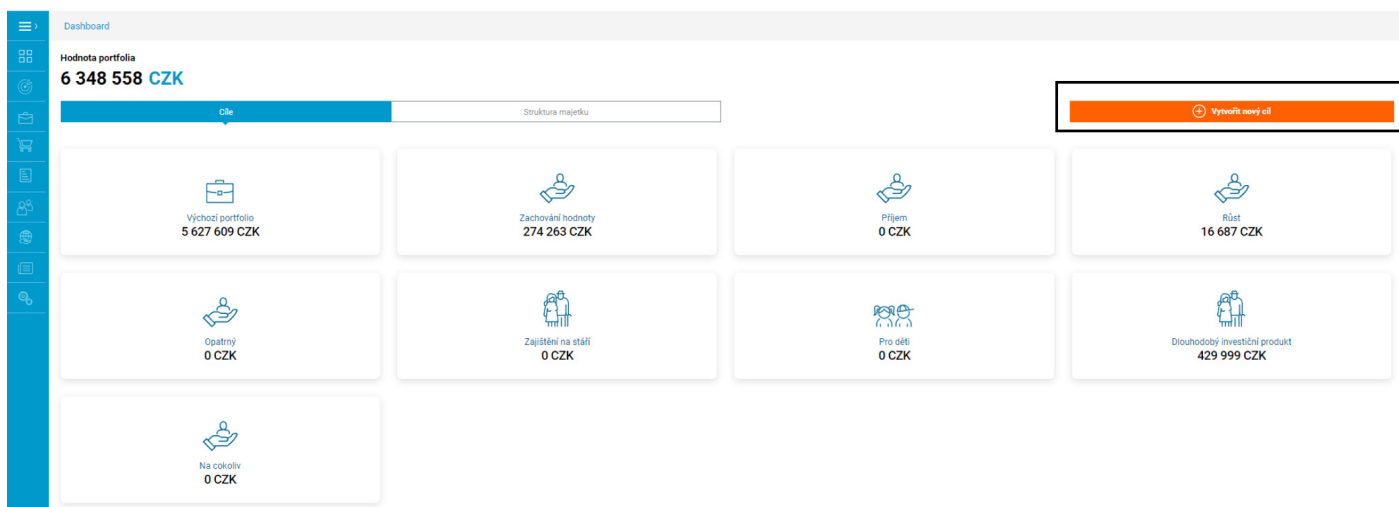 Dashboard
Hodnota portfolia
6 348 558 CZK
Cíle
Struktura majetku
Vytvořit nový cíl
Výchozí portfolio
5 627 609 CZK
Zachování hodnoty
274 263 CZK
Příjem
0 CZK
Růst
16 687 CZK
Opatrný
0 CZK
Zajištění na stáří
0 CZK
Pro děti
0 CZK
Dlouhodobý investiční produkt
429 999 CZK
Na cokoliv
0 CZK